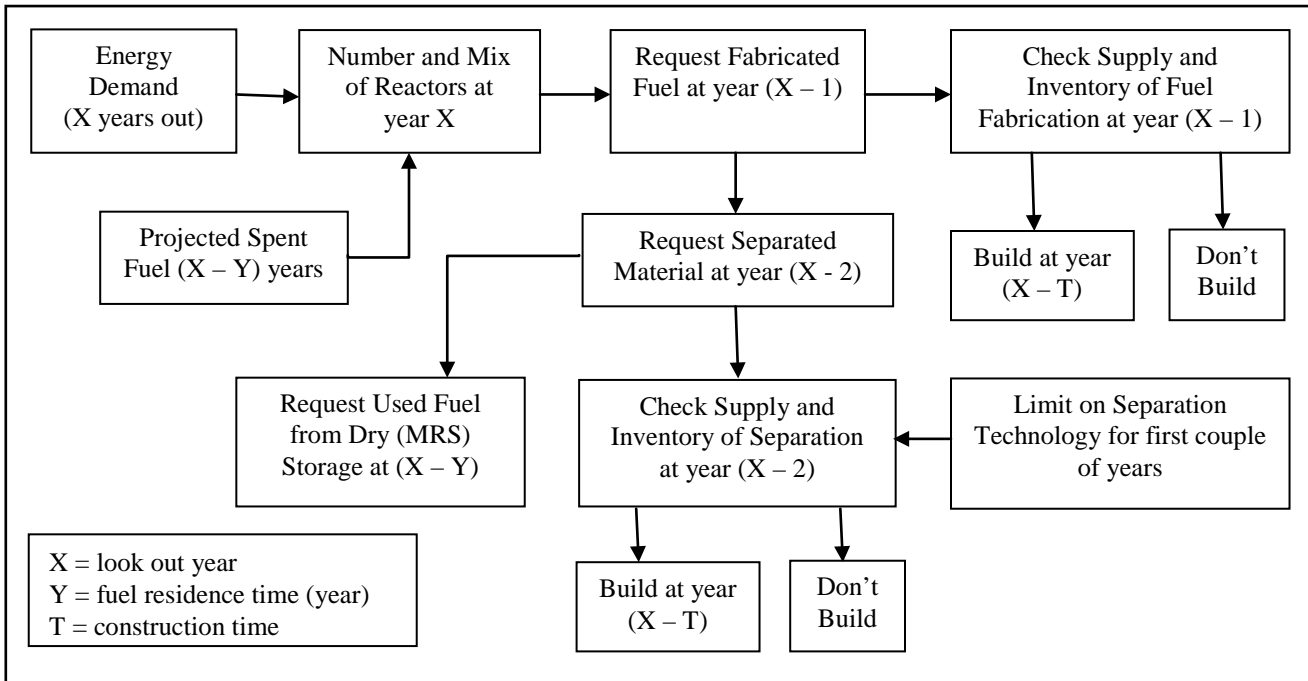 Energy
Demand
(X years out)
Number and Mix
of Reactors at
year X
Request Fabricated
Fuel at year (X – 1)
Check Supply and
Inventory of Fuel
Fabrication at year (X – 1)
Projected Spent
Fuel (X – Y) years
Request Separated
Material at year (X - 2)
Build at year
(X – T)
Don’t
Build
Request Used Fuel
from Dry (MRS)
Storage at (X – Y)
Check Supply and
Inventory of Separation
at year (X – 2)
Limit on Separation
Technology for first couple
of years
X = look out year
Y = fuel residence time (year)
T = construction time
Build at year
(X – T)
Don’t
Build